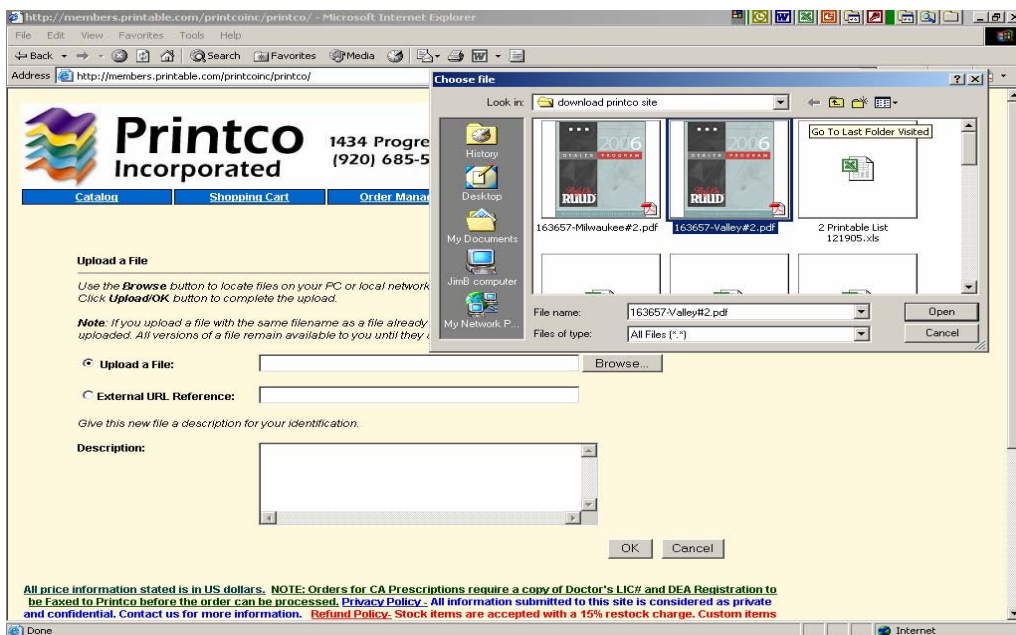 http://members.printable.com/printcoinc/printco/ - Microsoft Internet Explorer
File Edit View Favorites Tools Help
Back Search Favorites Media
Address http://members.printable.com/printcoinc/printco/
Printco
Incorporated
1434 Progre
(920) 685-5
Catalog Shopping Cart Order Mana
Choose file
Look in: download printco site
Go To Last Folder Visited
History
Desktop
My Documents
JimB computer
My Network P...
2006
DEALER PROGRAM
RUUD
2006
DEALER PROGRAM
RUUD
163657-Milwaukee#2.pdf 163657-Valley#2.pdf 2 Printable List
121905.xls
File name: 163657-Valley#2.pdf Open
Files of type: All Files (*.*) Cancel
Upload a File
Use the Browse button to locate files on your PC or local network
Click Upload/OK button to complete the upload.
Note: If you upload a file with the same filename as a file already
uploaded. All versions of a file remain available to you until they
Upload a File: Browse...
External URL Reference:
Give this new file a description for your identification.
Description:
OK Cancel
All price information stated is in US dollars. NOTE: Orders for CA Prescriptions require a copy of Doctor's LIC# and DEA Registration to
be Faxed to Printco before the order can be processed. Privacy Policy - All information submitted to this site is considered as private
and confidential. Contact us for more information. Refund Policy- Stock items are accepted with a 15% restock charge. Custom items
Done Internet